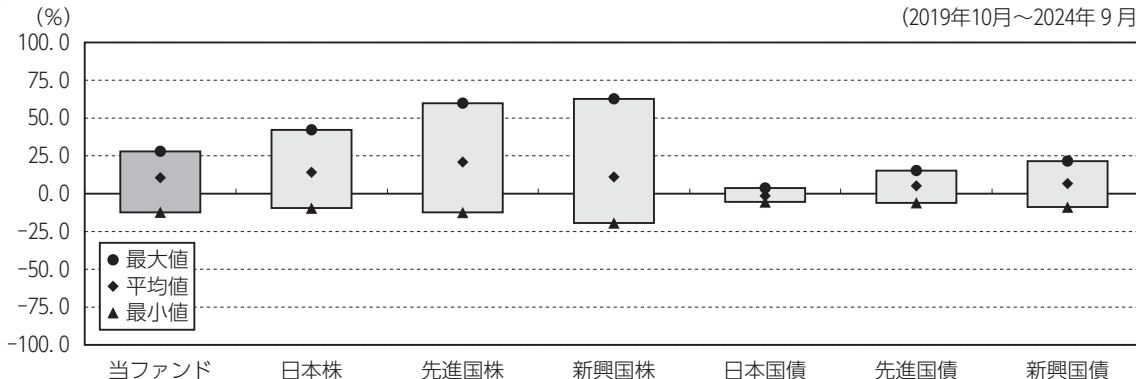 (%)
(2019年10月~2024年9月
100.0
75.0
50.0
25.0
0.0
-25.0
-50.0
-75.0
-100.0
● 最大値
◆ 平均値
▲ 最小値
当ファンド 日本株 先進国株 新興国株 日本国債 先進国債 新興国債